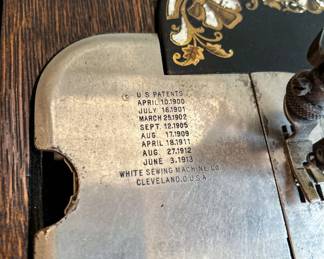 U S PATENTS
APRIL.10.1900
JULY 16.1901
MARCH 25.1902
SEPT. 12.1905
AUG. 17.1909
APRIL 18.1911
AUG. 27.1912
JUNE 3.1913
WHITE SEWING MACHINE CO.
CLEVELAND,O.U.S.A.